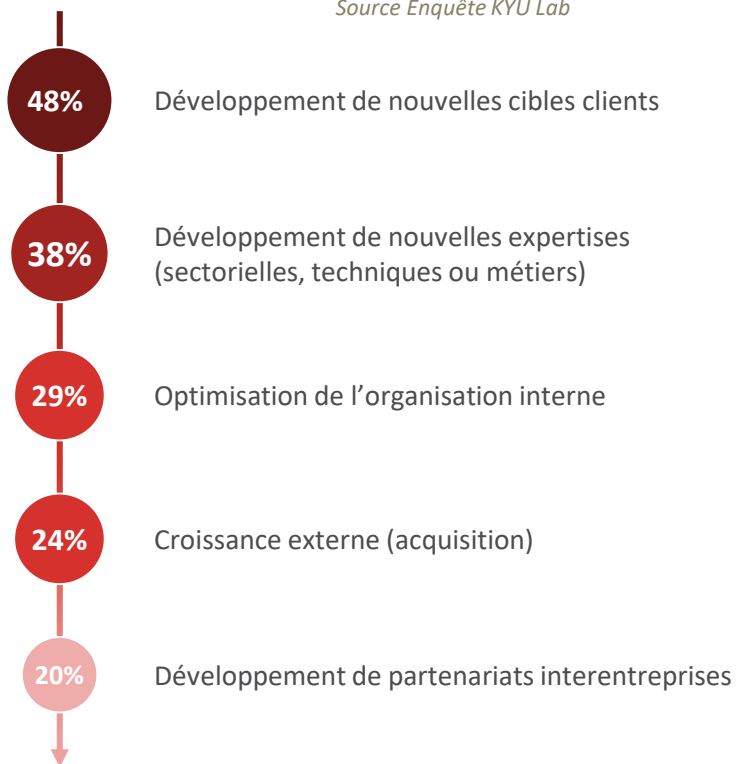 Source Enquête KYU Lab
48%
Développement de nouvelles cibles clients
38%
Développement de nouvelles expertises
(sectorielles, techniques ou métiers)
29%
Optimisation de l’organisation interne
24%
Croissance externe (acquisition)
20%
Développement de partenariats interentreprises